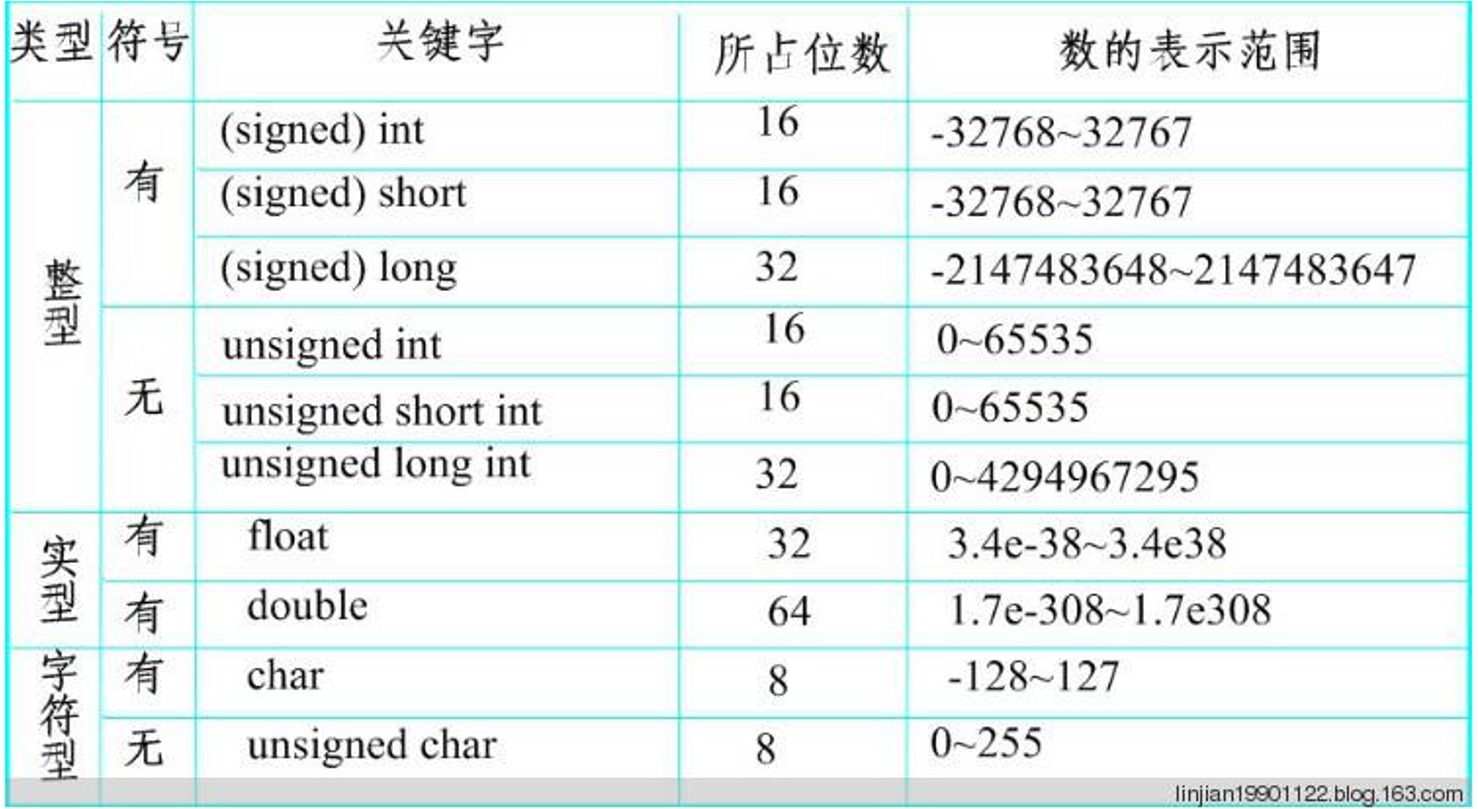 类型 符号 关键字 所占位数 数的表示范围
整型 有 (signed) int 16 -32768~32767
(signed) short 16 -32768~32767
(signed) long 32 -2147483648~2147483647
无 unsigned int 16 0~65535
unsigned short int 16 0~65535
unsigned long int 32 0~4294967295
实型 有 float 32 3.4e-38~3.4e38
有 double 64 1.7e-308~1.7e308
字符型 有 char 8 -128~127
无 unsigned char 8 0~255
linjian19901122.blog.163.com